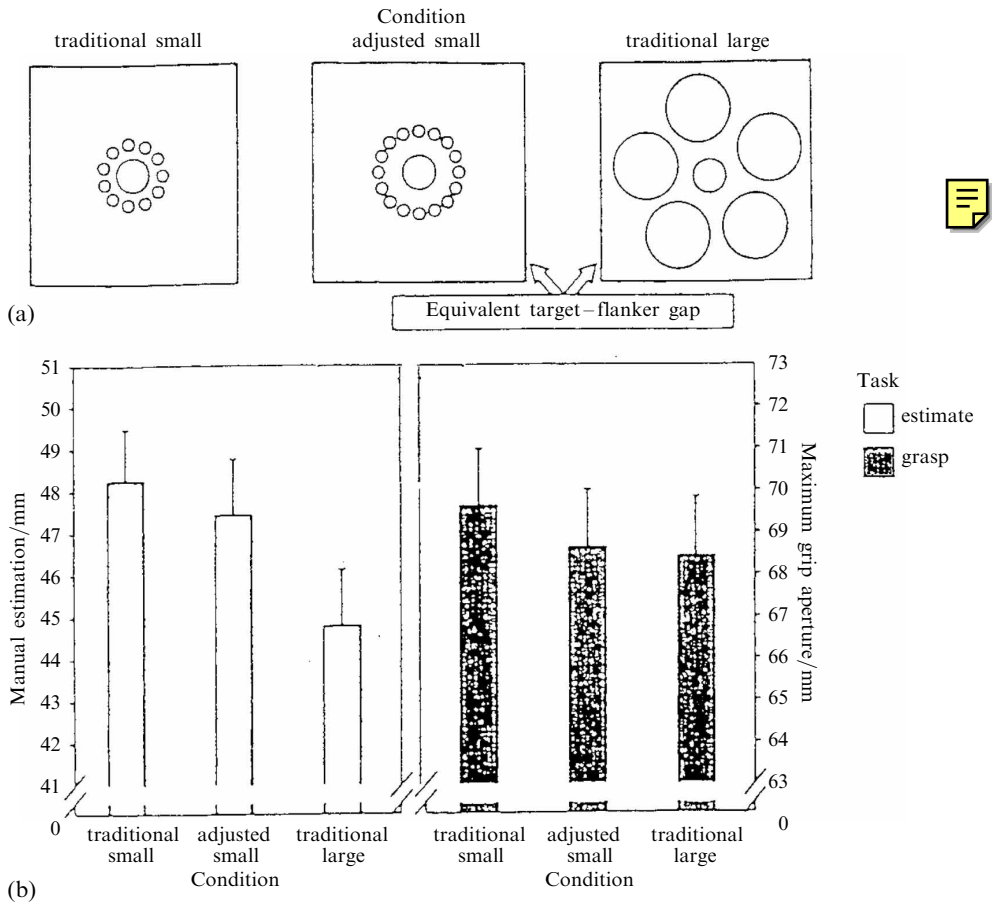 Condition
traditional small
adjusted small
traditional large
Equivalent target–flanker gap
(a)
51
50
49
48
47
46
45
44
43
42
41
0
Manual estimation/mm
traditional small
adjusted small
traditional large
Condition
73
72
71
70
69
68
67
66
65
64
63
0
Maximum grip aperture/mm
traditional small
adjusted small
traditional large
Condition
Task
estimate
grasp
(b)